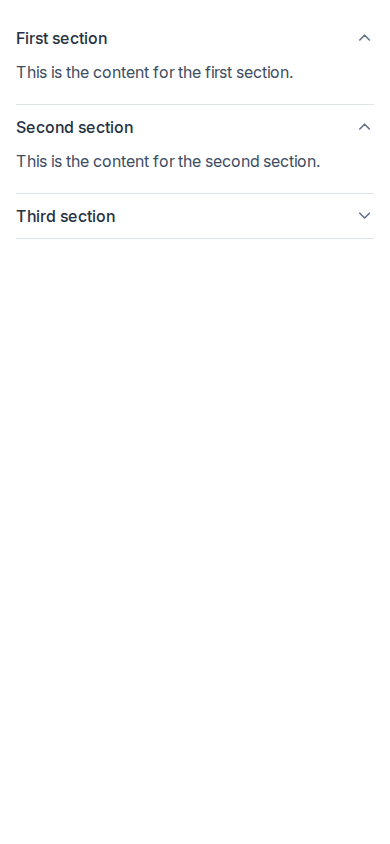 First section
This is the content for the first section.
Second section
This is the content for the second section.
Third section